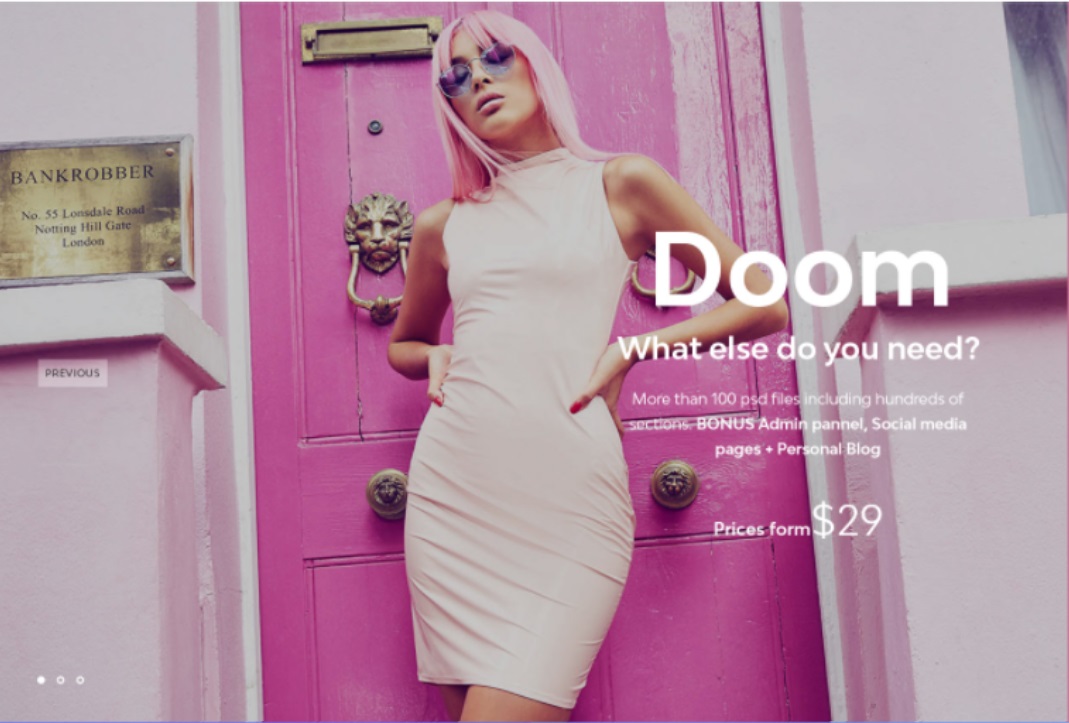 BANKROBBER
No. 55 Lonsdale Road
Notting Hill Gate
London
PREVIOUS
Doom
What else do you need?
More than 100 psd files including hundreds of
sections. BONUS Admin pannel, Social media
pages + Personal Blog
Prices form $29